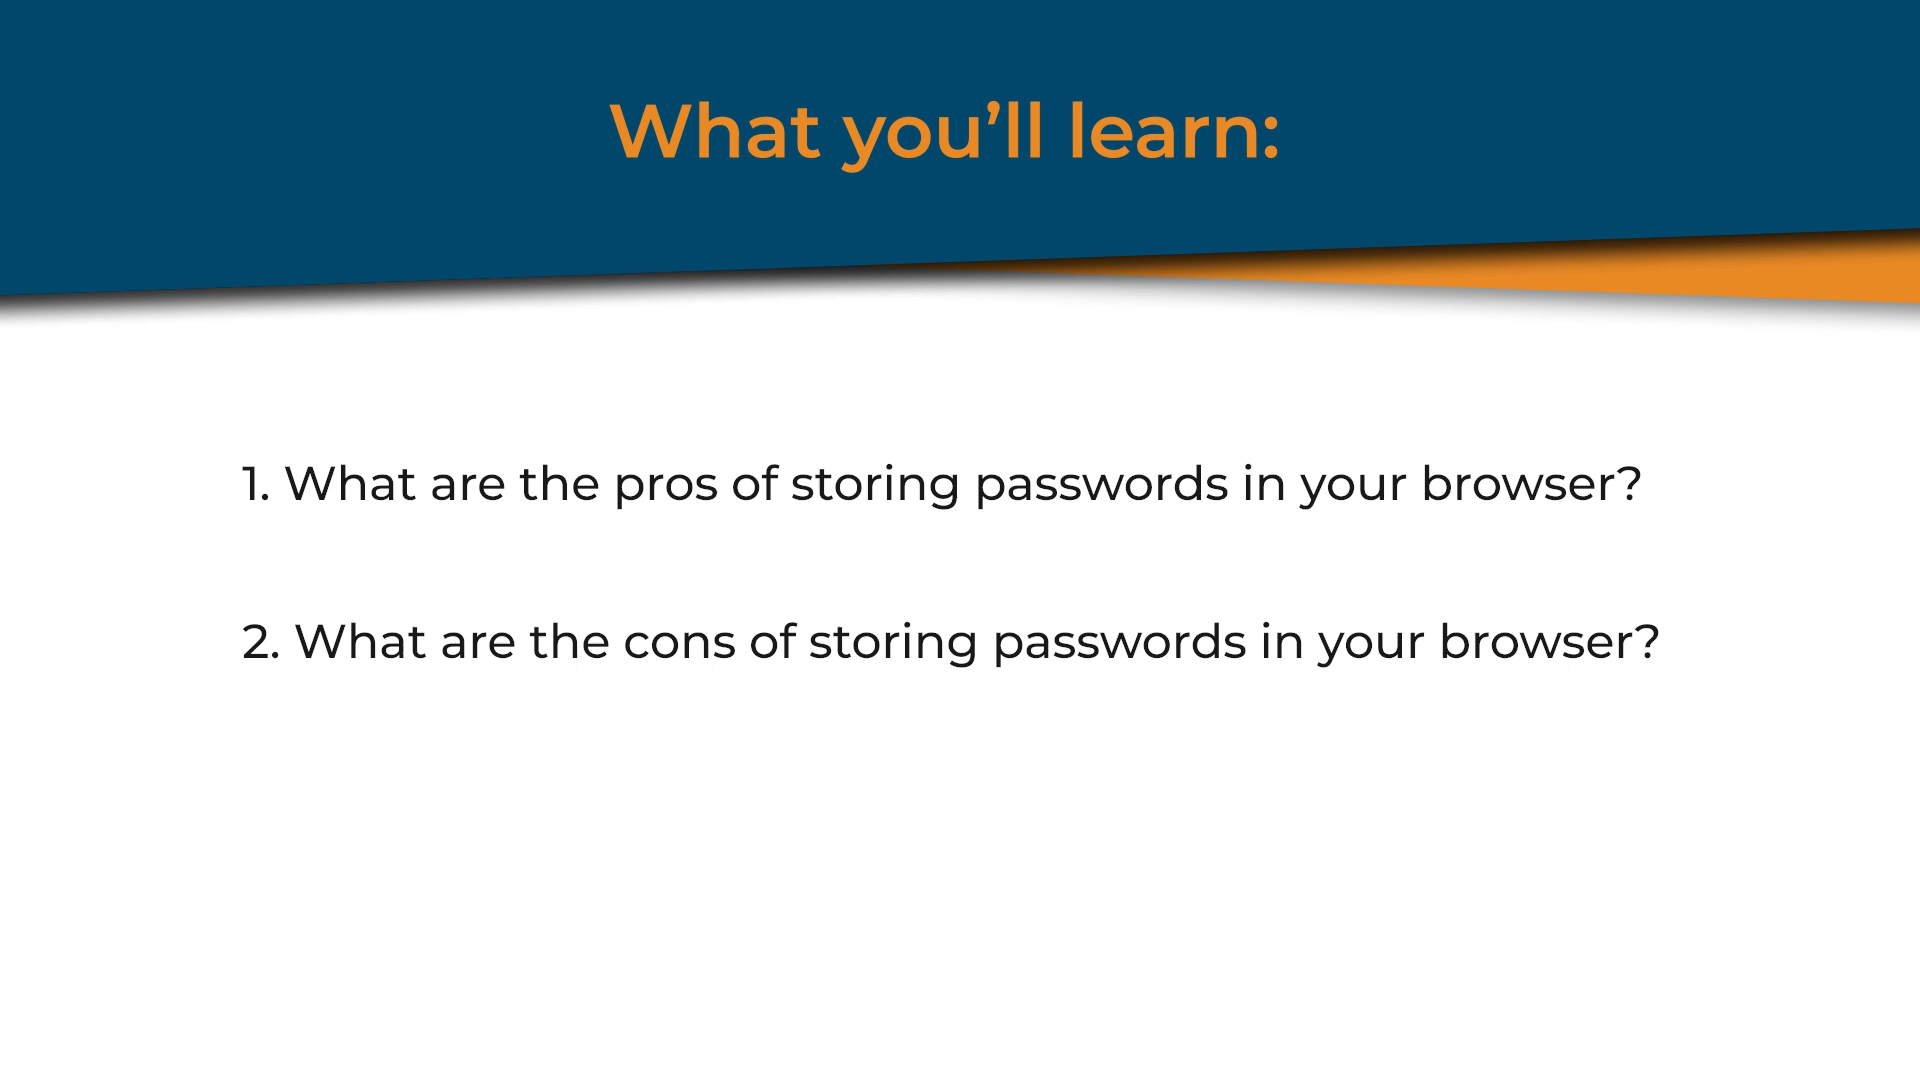 What you’ll learn:
1. What are the pros of storing passwords in your browser?
2. What are the cons of storing passwords in your browser?